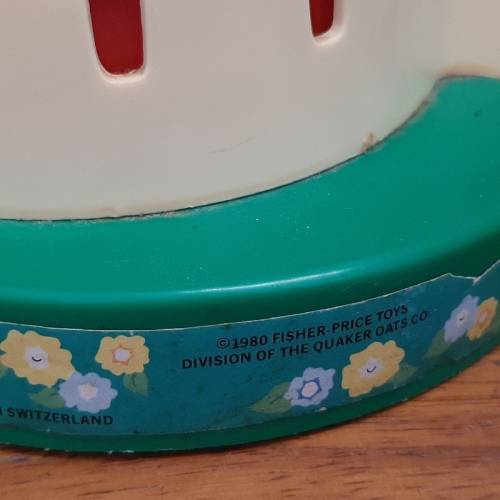 ©1980 FISHER-PRICE TOYS
DIVISION OF THE QUAKER OATS CO
SWITZERLAND